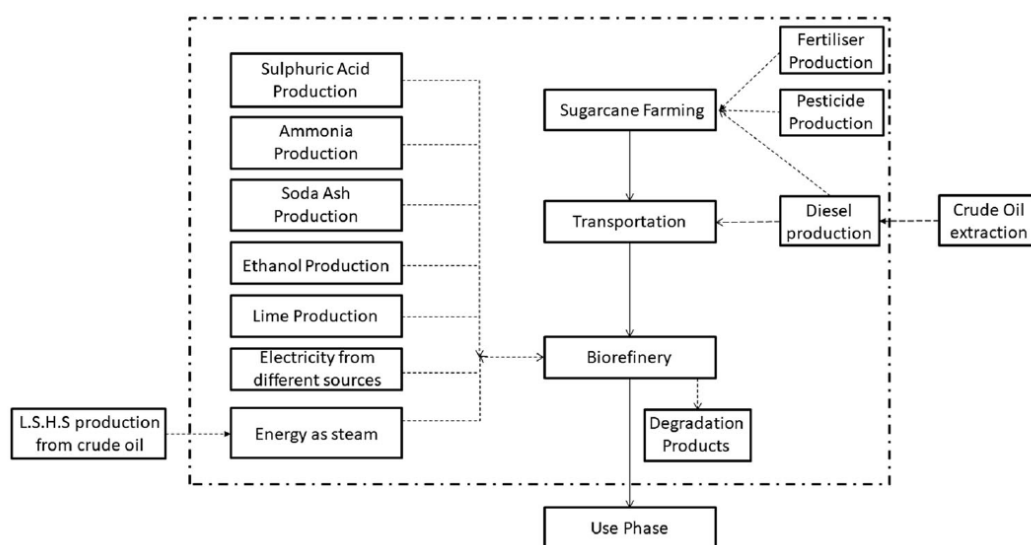 Sulphuric Acid
Production
Ammonia
Production
Soda Ash
Production
Ethanol Production
Lime Production
Electricity from
different sources
Energy as steam
L.S.H.S production
from crude oil
Sugarcane Farming
Transportation
Biorefinery
Degradation
Products
Use Phase
Fertiliser
Production
Pesticide
Production
Diesel
production
Crude Oil
extraction